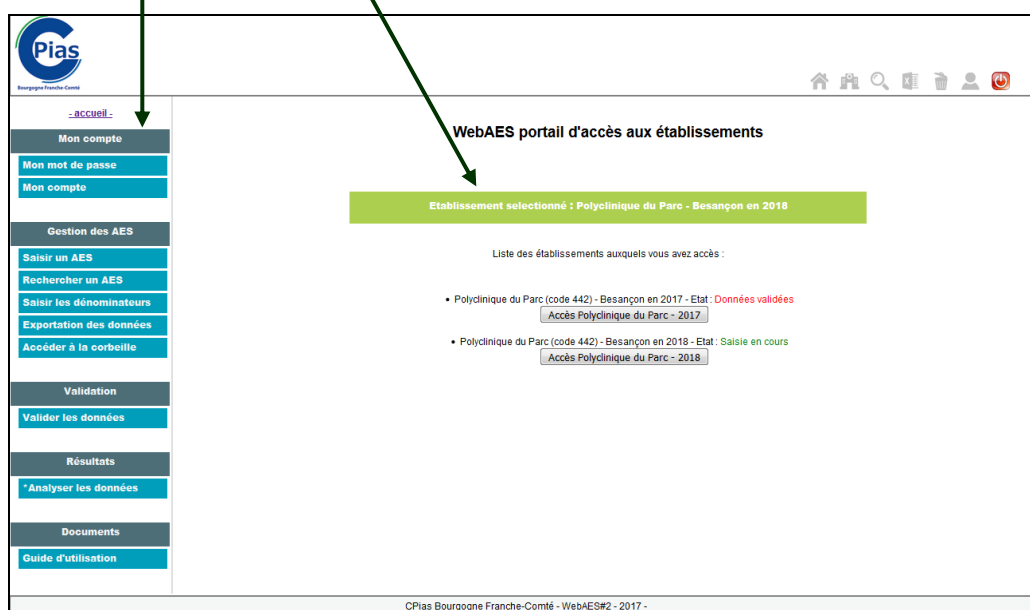 Pias
Bourgogne Franche-Comté
- accueil -
Mon compte
Mon mot de passe
Mon compte
Gestion des AES
Saisir un AES
Rechercher un AES
Saisir les dénominateurs
Exportation des données
Accéder à la corbeille
Validation
Valider les données
Résultats
*Analyser les données
Documents
Guide d'utilisation
WebAES portail d'accès aux établissements
Etablissement selectionné : Polyclinique du Parc - Besançon en 2018
Liste des établissements auxquels vous avez accès :
• Polyclinique du Parc (code 442) - Besançon en 2017 - Etat : Données validées
Accès Polyclinique du Parc - 2017
• Polyclinique du Parc (code 442) - Besançon en 2018 - Etat : Saisie en cours
Accès Polyclinique du Parc - 2018
CPias Bourgogne Franche-Comté - WebAES#2 - 2017 -